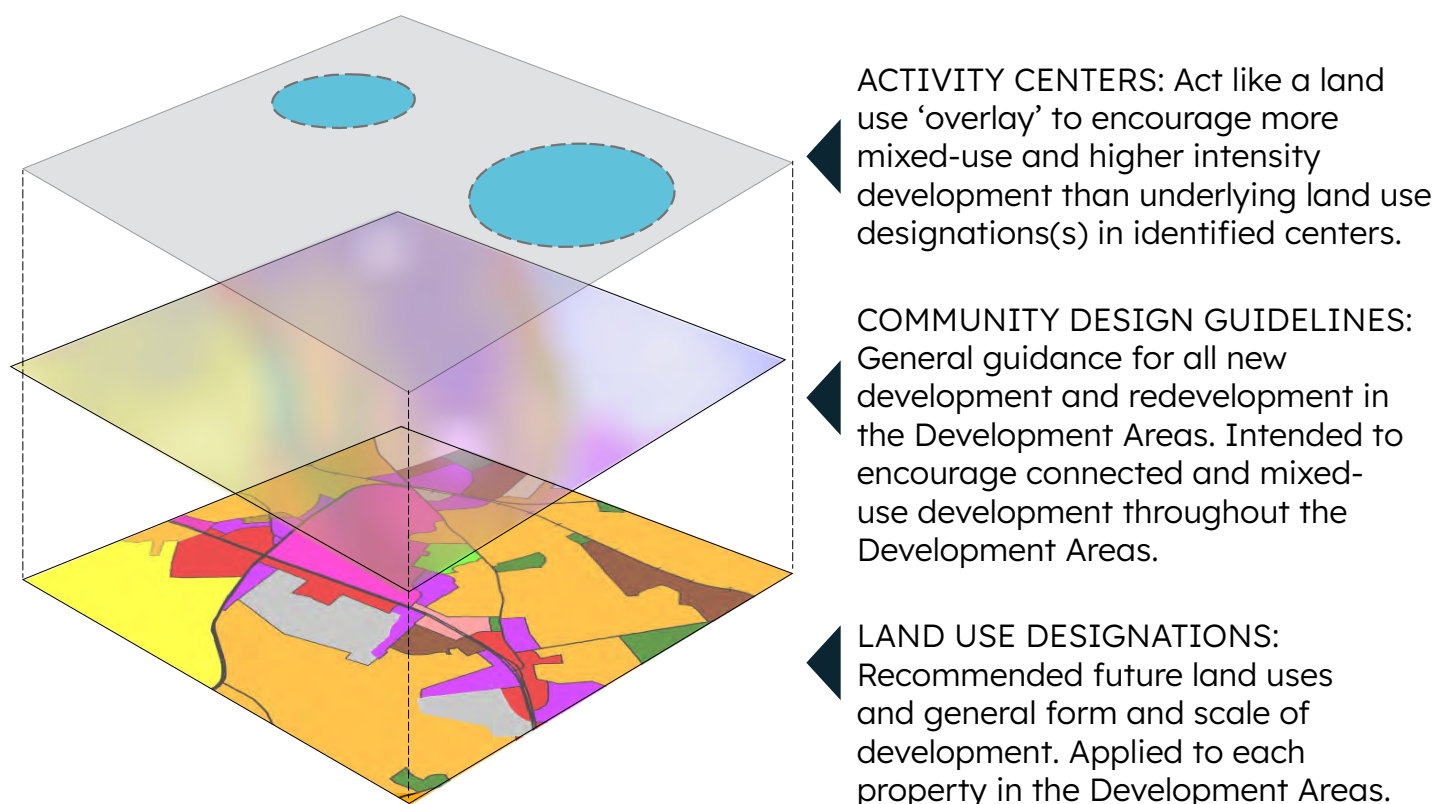 ACTIVITY CENTERS: Act like a land
use ‘overlay’ to encourage more
mixed-use and higher intensity
development than underlying land use
designations(s) in identified centers.
COMMUNITY DESIGN GUIDELINES:
General guidance for all new
development and redevelopment in
the Development Areas. Intended to
encourage connected and mixed-
use development throughout the
Development Areas.
LAND USE DESIGNATIONS:
Recommended future land uses
and general form and scale of
development. Applied to each
property in the Development Areas.